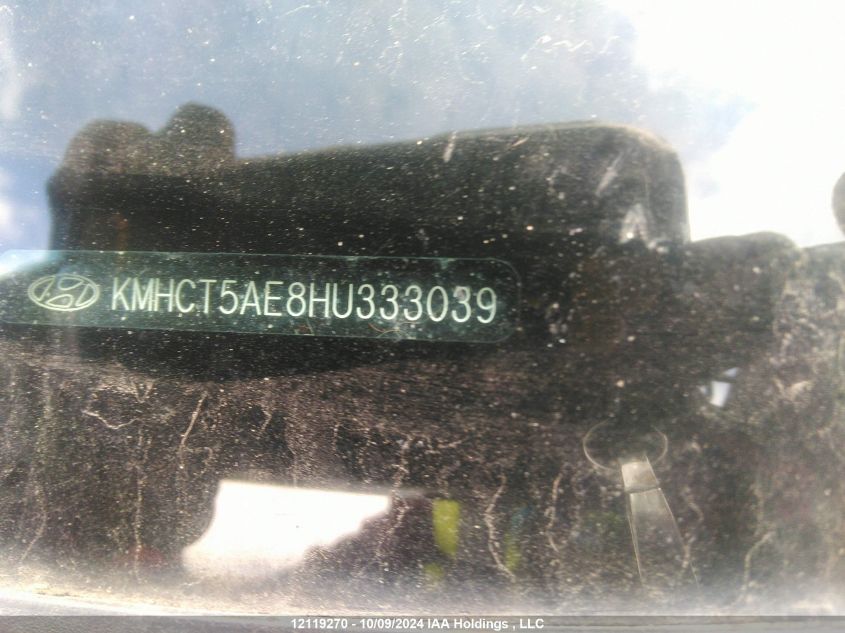 KMHCT5AE8HU333039
12119270 - 10/09/2024 IAA Holdings , LLC